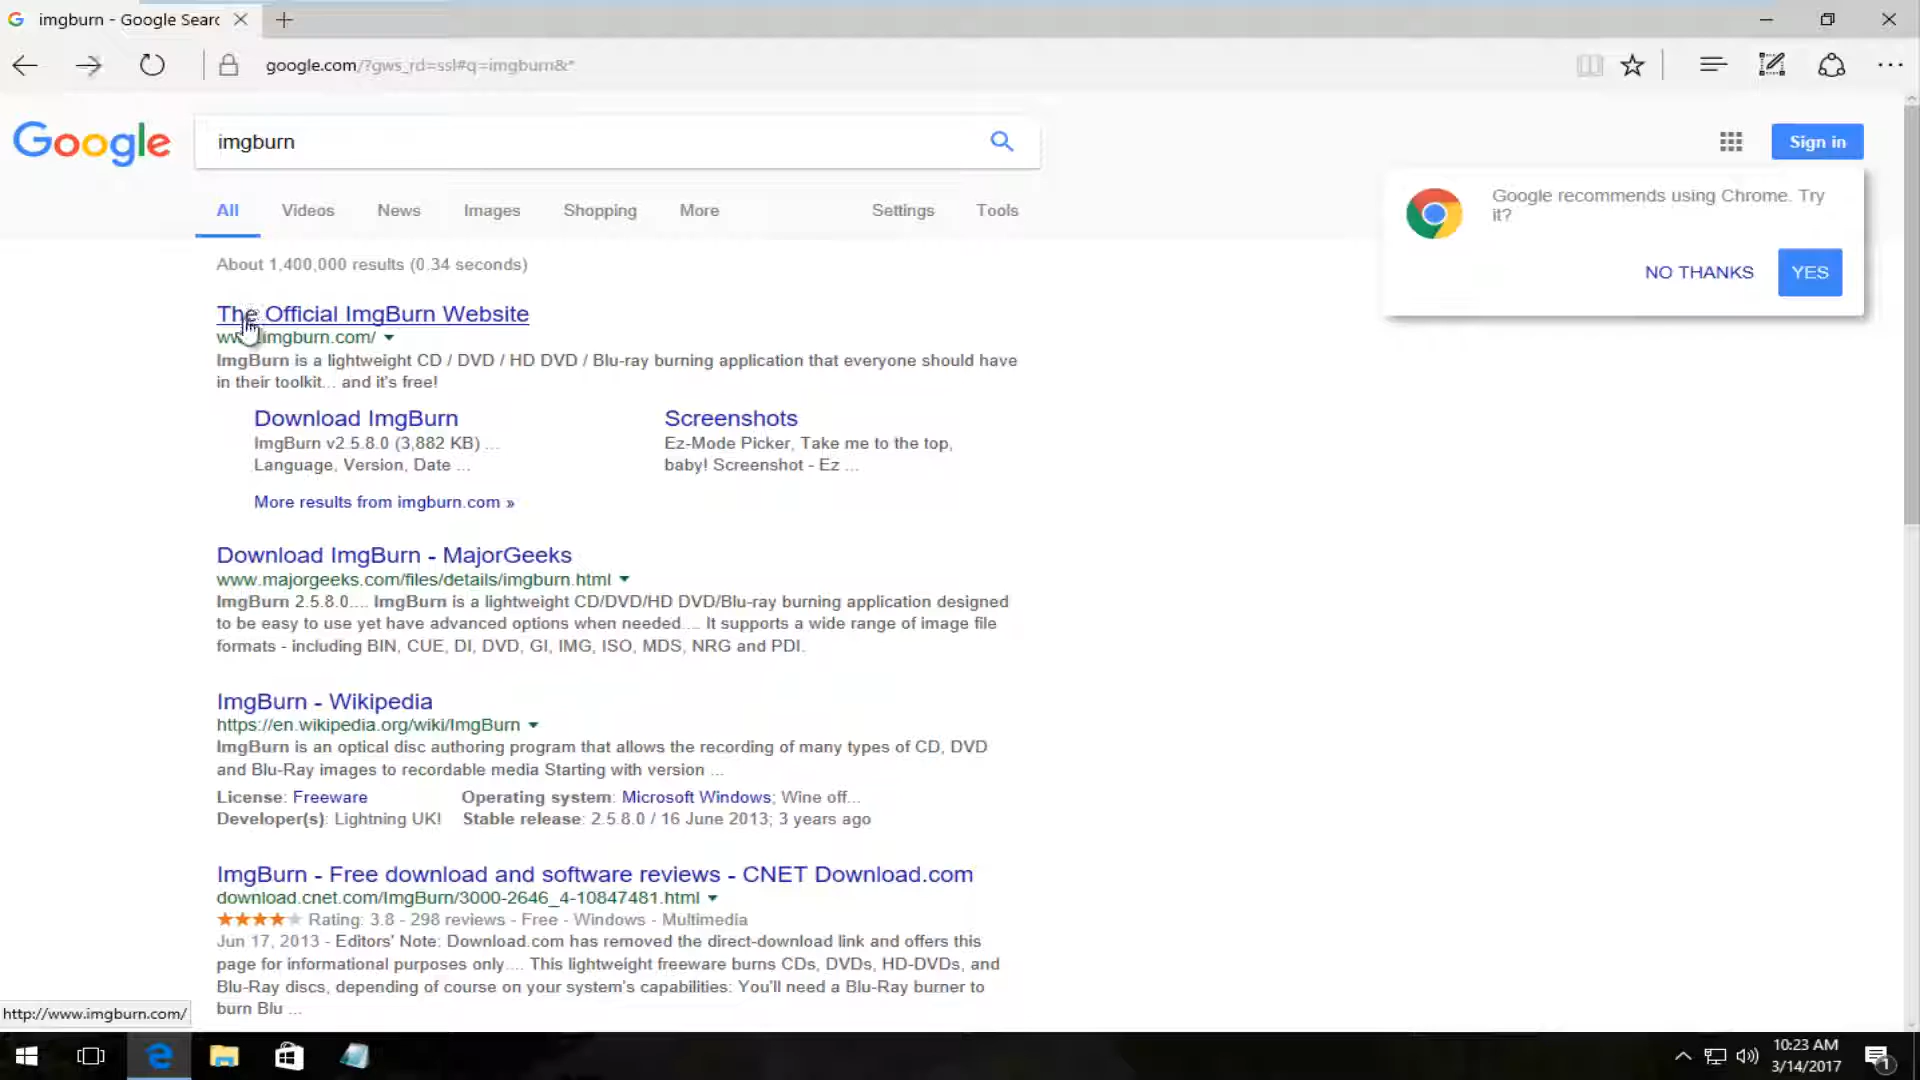 imgburn - Google Searc
google.com/?gws_rd=ssl#q=imgburn&*
Google
imgburn
Sign in
Google recommends using Chrome. Try
it?
NO THANKS
YES
All
Videos
News
Images
Shopping
More
Settings
Tools
About 1,400,000 results (0.34 seconds)
The Official ImgBurn Website
www.imgburn.com/
ImgBurn is a lightweight CD / DVD / HD DVD / Blu-ray burning application that everyone should have
in their toolkit... and it's free!
Download ImgBurn
ImgBurn v2.5.8.0 (3,882 KB) ...
Language, Version, Date ...
Screenshots
Ez-Mode Picker, Take me to the top,
baby! Screenshot - Ez ...
More results from imgburn.com »
Download ImgBurn - MajorGeeks
www.majorgeeks.com/files/details/imgburn.html
ImgBurn 2.5.8.0.... ImgBurn is a lightweight CD/DVD/HD DVD/Blu-ray burning application designed
to be easy to use yet have advanced options when needed.... It supports a wide range of image file
formats - including BIN, CUE, DI, DVD, GI, IMG, ISO, MDS, NRG and PDI.
ImgBurn - Wikipedia
https://en.wikipedia.org/wiki/ImgBurn
ImgBurn is an optical disc authoring program that allows the recording of many types of CD, DVD
and Blu-Ray images to recordable media Starting with version ...
License: Freeware
Operating system: Microsoft Windows; Wine off...
Developer(s): Lightning UK!
Stable release: 2.5.8.0 / 16 June 2013; 3 years ago
ImgBurn - Free download and software reviews - CNET Download.com
download.cnet.com/ImgBurn/3000-2646_4-10847481.html
Rating: 3.8 - 298 reviews - Free - Windows - Multimedia
Jun 17, 2013 - Editors' Note: Download.com has removed the direct-download link and offers this
page for informational purposes only.... This lightweight freeware burns CDs, DVDs, HD-DVDs, and
Blu-Ray discs, depending of course on your system's capabilities: You'll need a Blu-Ray burner to
burn Blu ...
http://www.imgburn.com/
10:23 AM
3/14/2017
1